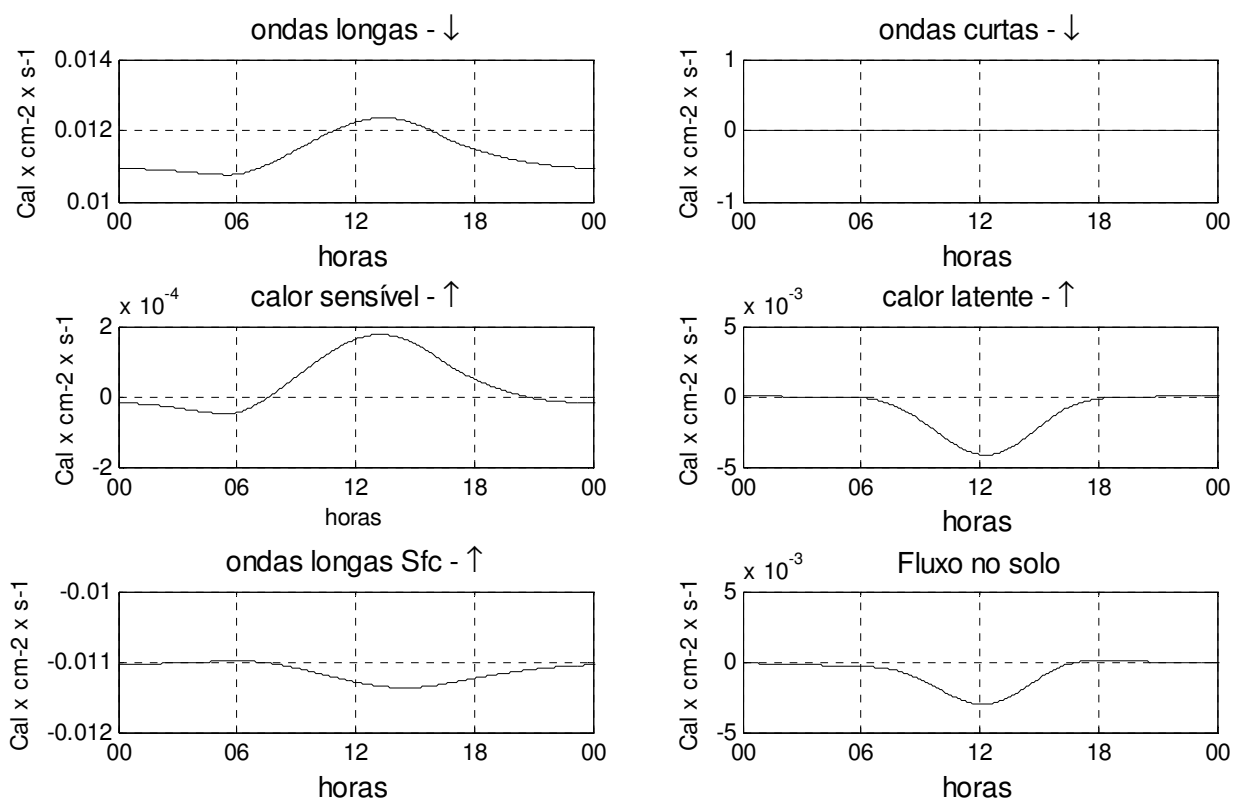 ondas longas - ↓
0.014
0.012
0.01
Cal x cm-2 x s-1
00 06 12 18 00
horas
ondas curtas - ↓
1
0
-1
Cal x cm-2 x s-1
00 06 12 18 00
horas
x 10-4
calor sensível - ↑
2
0
-2
Cal x cm-2 x s-1
00 06 12 18 00
horas
calor latente - ↑
x 10-3
5
0
-5
Cal x cm-2 x s-1
00 06 12 18 00
horas
ondas longas Sfc - ↑
-0.01
-0.011
-0.012
Cal x cm-2 x s-1
00 06 12 18 00
horas
Fluxo no solo
x 10-3
5
0
-5
Cal x cm-2 x s-1
00 06 12 18 00
horas